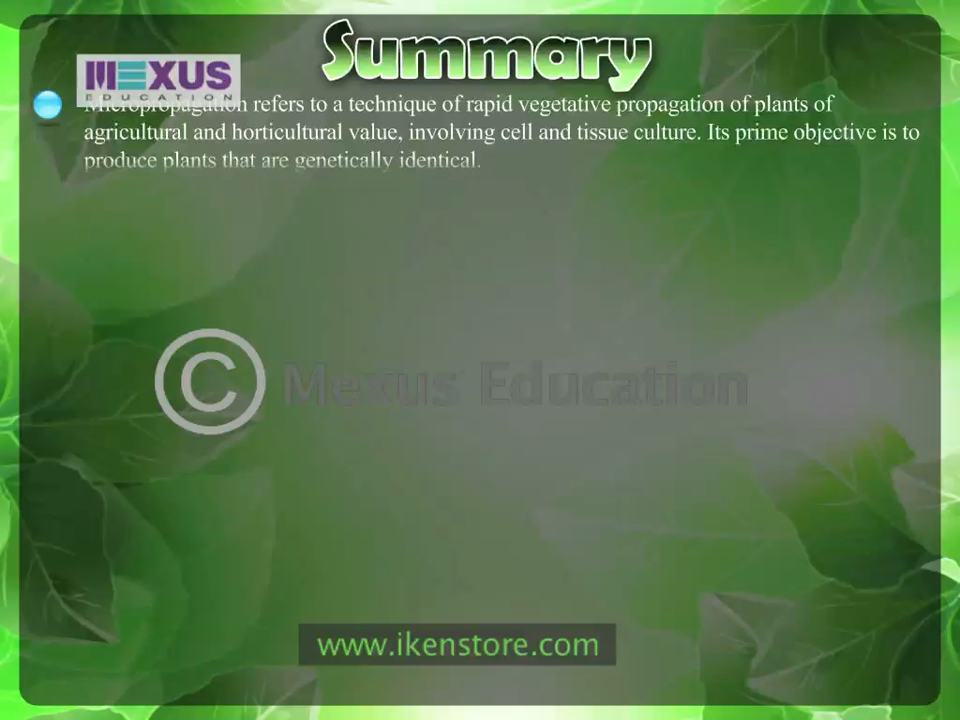 Summary
MEXUS
EDUCATION
Micropropagation refers to a technique of rapid vegetative propagation of plants of
agricultural and horticultural value, involving cell and tissue culture. Its prime objective is to
produce plants that are genetically identical.
© Mexus Education
www.ikenstore.com